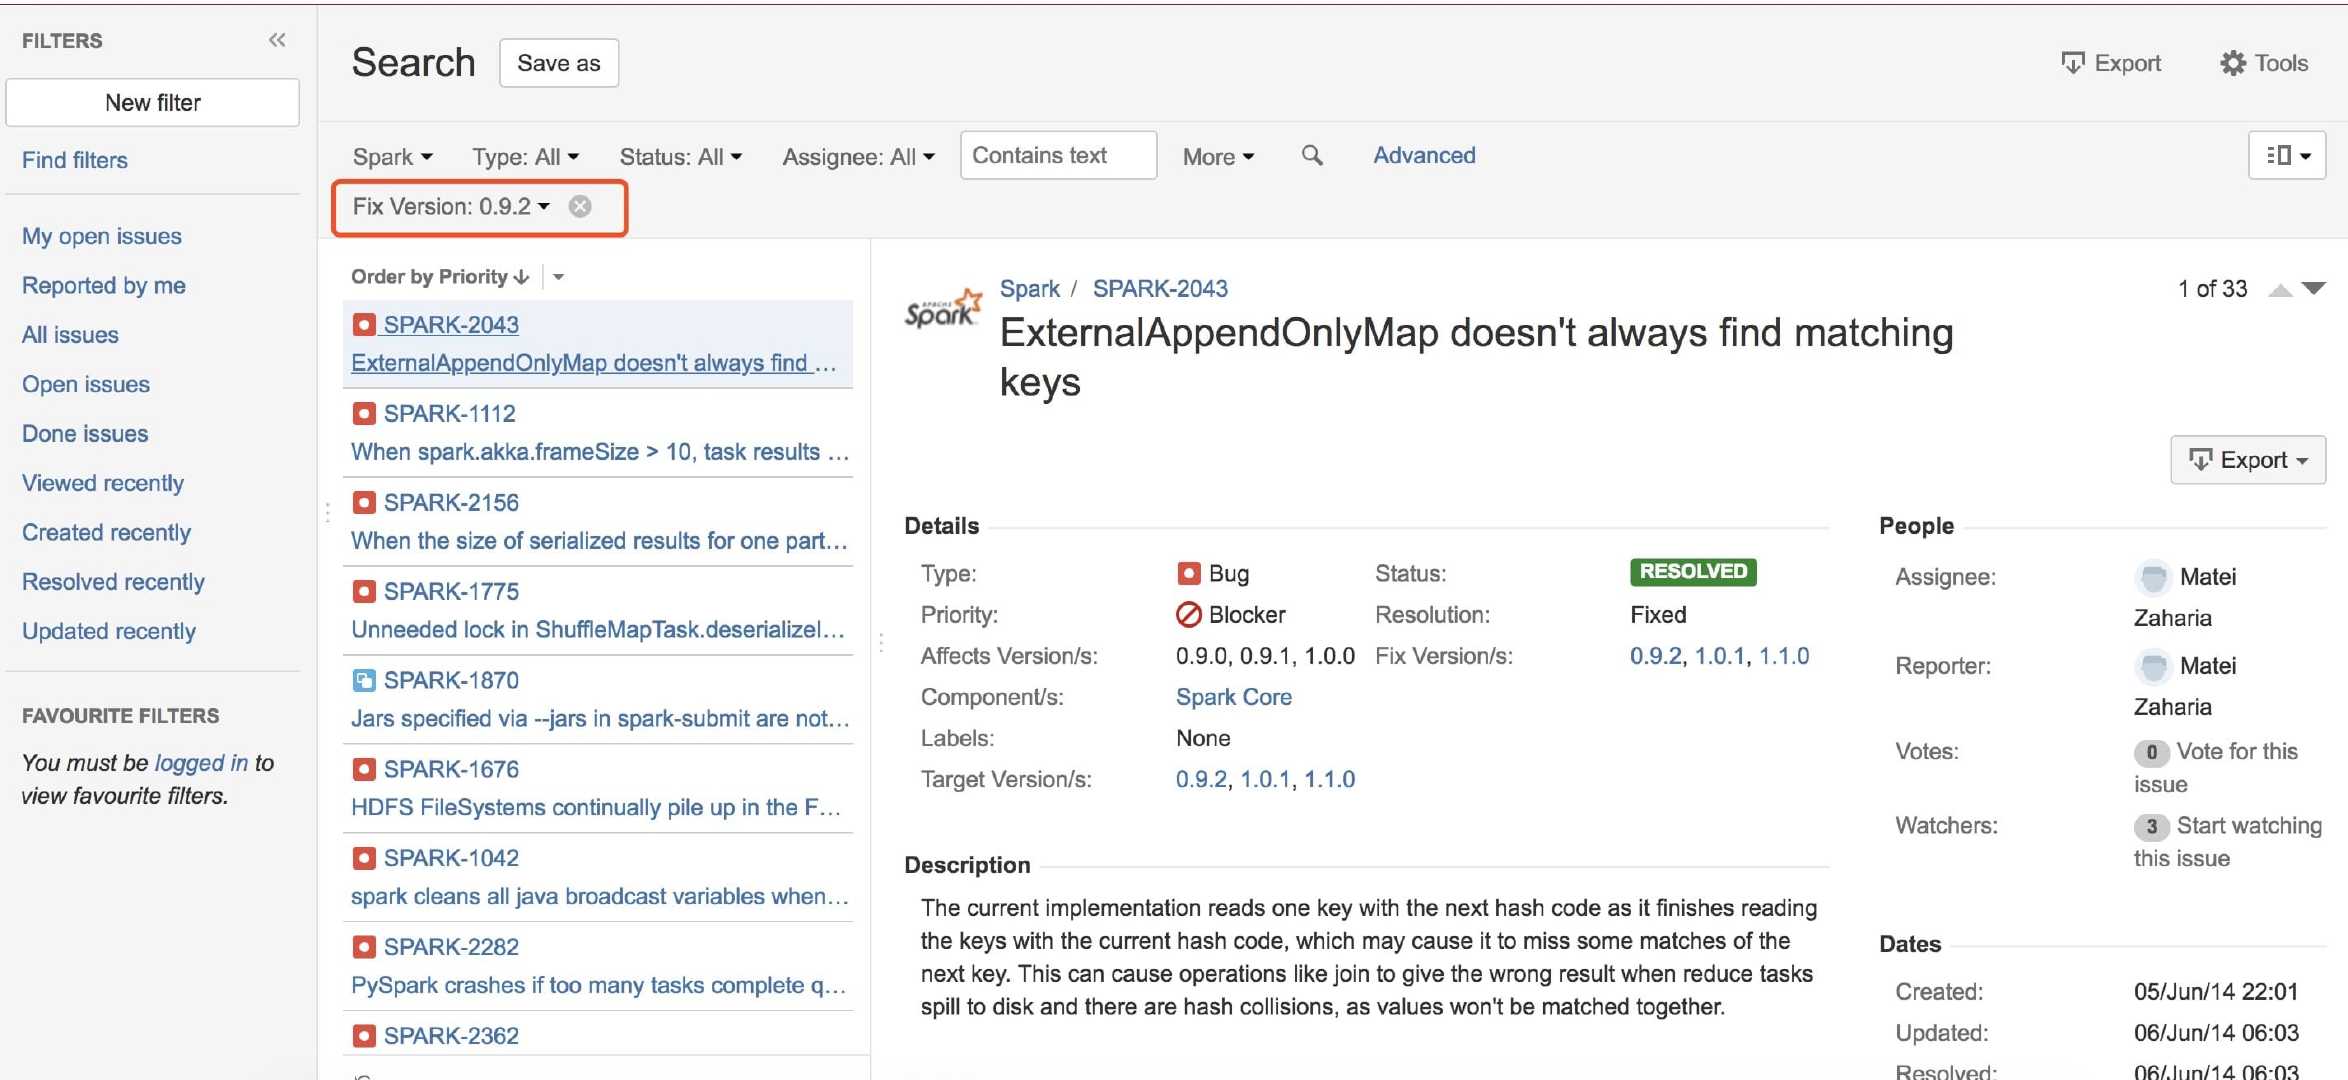 FILTERS
New filter
Find filters
My open issues
Reported by me
All issues
Open issues
Done issues
Viewed recently
Created recently
Resolved recently
Updated recently
FAVOURITE FILTERS
You must be logged in to
view favourite filters.
Search Save as
Export Tools
Spark Type: All Status: All Assignee: All Contains text More Advanced
Fix Version: 0.9.2
Order by Priority
SPARK-2043
ExternalAppendOnlyMap doesn't always find ...
SPARK-1112
When spark.akka.frameSize > 10, task results ...
SPARK-2156
When the size of serialized results for one part...
SPARK-1775
Unneeded lock in ShuffleMapTask.deserializeI...
SPARK-1870
Jars specified via --jars in spark-submit are not...
SPARK-1676
HDFS FileSystems continually pile up in the F...
SPARK-1042
spark cleans all java broadcast variables when...
SPARK-2282
PySpark crashes if too many tasks complete q...
SPARK-2362
APACHE
Spark
Spark / SPARK-2043
1 of 33
ExternalAppendOnlyMap doesn't always find matching
keys
Export
Details
Type: Bug Status: RESOLVED
Priority: Blocker Resolution: Fixed
Affects Version/s: 0.9.0, 0.9.1, 1.0.0 Fix Version/s: 0.9.2, 1.0.1, 1.1.0
Component/s: Spark Core
Labels: None
Target Version/s: 0.9.2, 1.0.1, 1.1.0
Description
The current implementation reads one key with the next hash code as it finishes reading
the keys with the current hash code, which may cause it to miss some matches of the
next key. This can cause operations like join to give the wrong result when reduce tasks
spill to disk and there are hash collisions, as values won't be matched together.
People
Assignee: Matei
Zaharia
Reporter: Matei
Zaharia
Votes: 0 Vote for this
issue
Watchers: 3 Start watching
this issue
Dates
Created: 05/Jun/14 22:01
Updated: 06/Jun/14 06:03
Resolved: 06/Jun/14 06:03